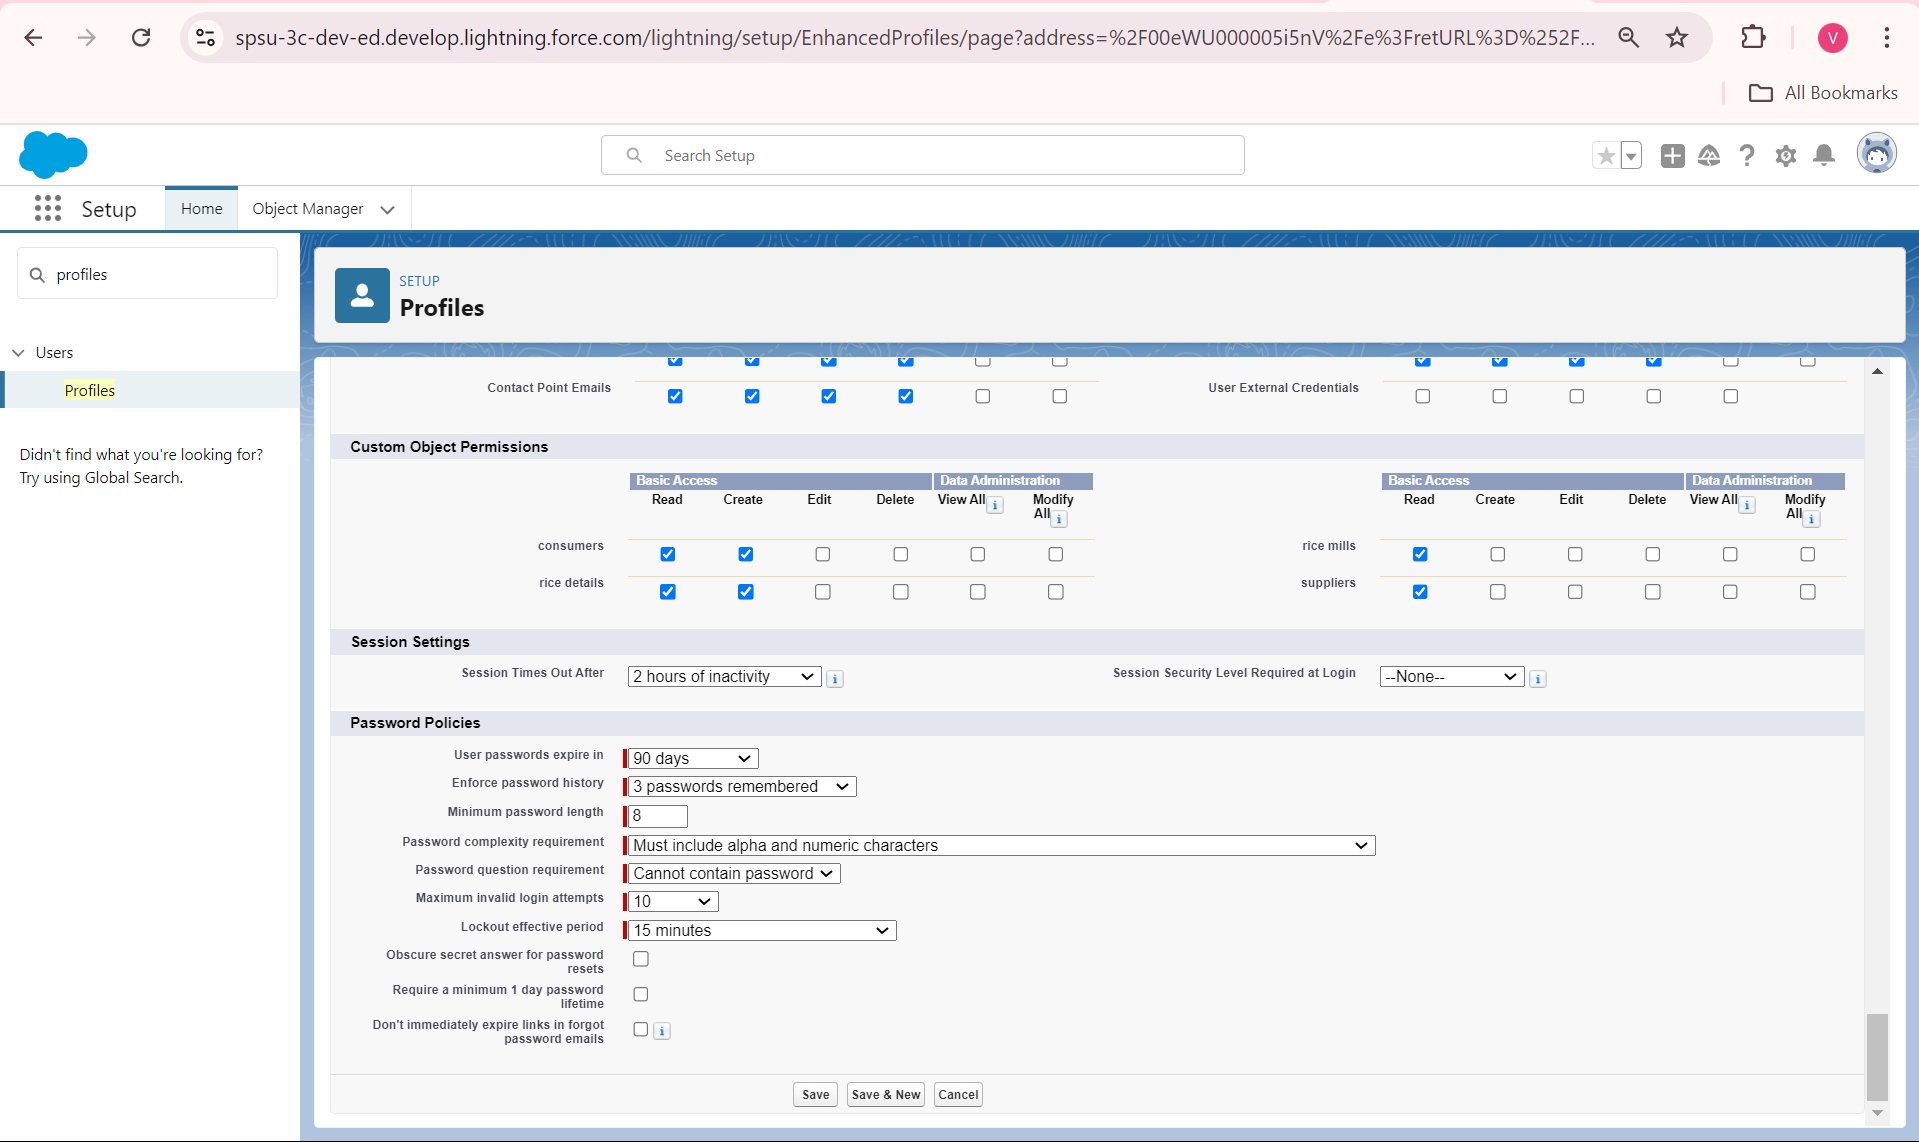 spsu-3c-dev-ed.develop.lightning.force.com/lightning/setup/EnhancedProfiles/page?address=%2F00eWU000005i5nV%2Fe%3FretURL%3D%252F...
V
All Bookmarks
Search Setup
Setup
Home
Object Manager
profiles
Users
Profiles
Didn't find what you're looking for?
Try using Global Search.
SETUP
Profiles
Contact Point Emails
User External Credentials
Custom Object Permissions
Basic Access Data Administration Basic Access Data Administration
Read Create Edit Delete View All Modify All Read Create Edit Delete View All Modify All
consumers
rice mills
rice details
suppliers
Session Settings
Session Times Out After 2 hours of inactivity
Session Security Level Required at Login --None--
Password Policies
User passwords expire in 90 days
Enforce password history 3 passwords remembered
Minimum password length 8
Password complexity requirement Must include alpha and numeric characters
Password question requirement Cannot contain password
Maximum invalid login attempts 10
Lockout effective period 15 minutes
Obscure secret answer for password
resets
Require a minimum 1 day password
lifetime
Don't immediately expire links in forgot
password emails
Save Save & New Cancel